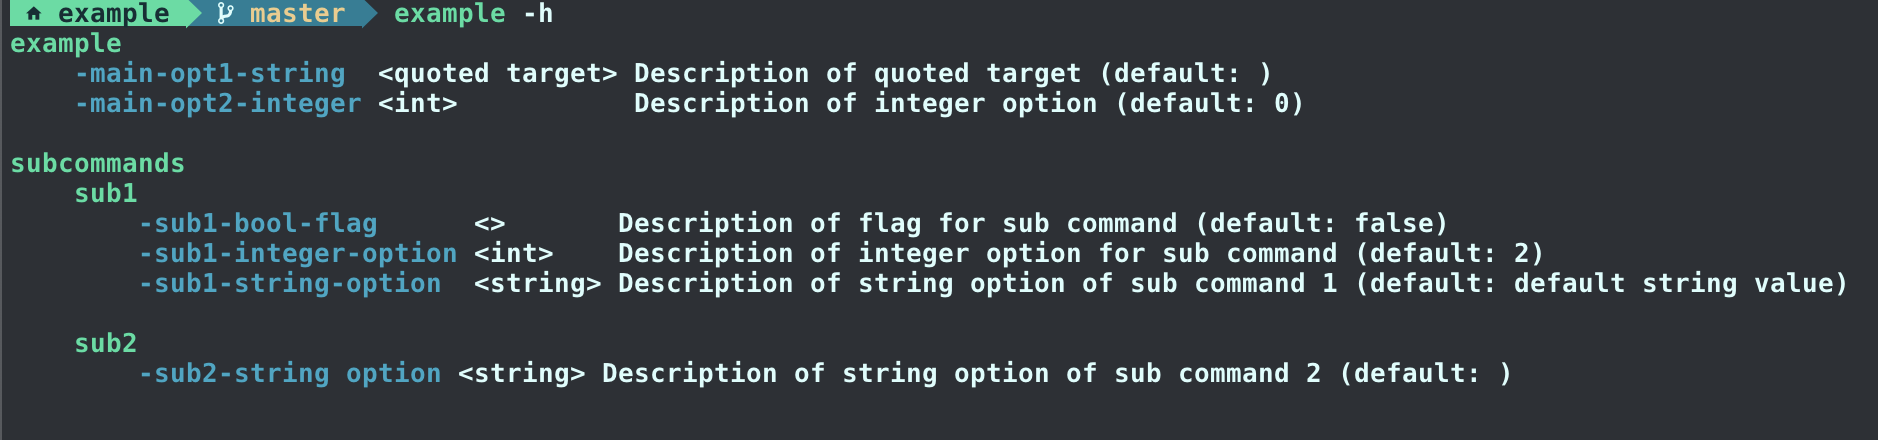 example master example -h
example
    -main-opt1-string  <quoted target> Description of quoted target (default: )
    -main-opt2-integer <int>           Description of integer option (default: 0)

subcommands
    sub1
        -sub1-bool-flag      <>       Description of flag for sub command (default: false)
        -sub1-integer-option <int>    Description of integer option for sub command (default: 2)
        -sub1-string-option  <string> Description of string option of sub command 1 (default: default string value)

    sub2
        -sub2-string option <string> Description of string option of sub command 2 (default: )